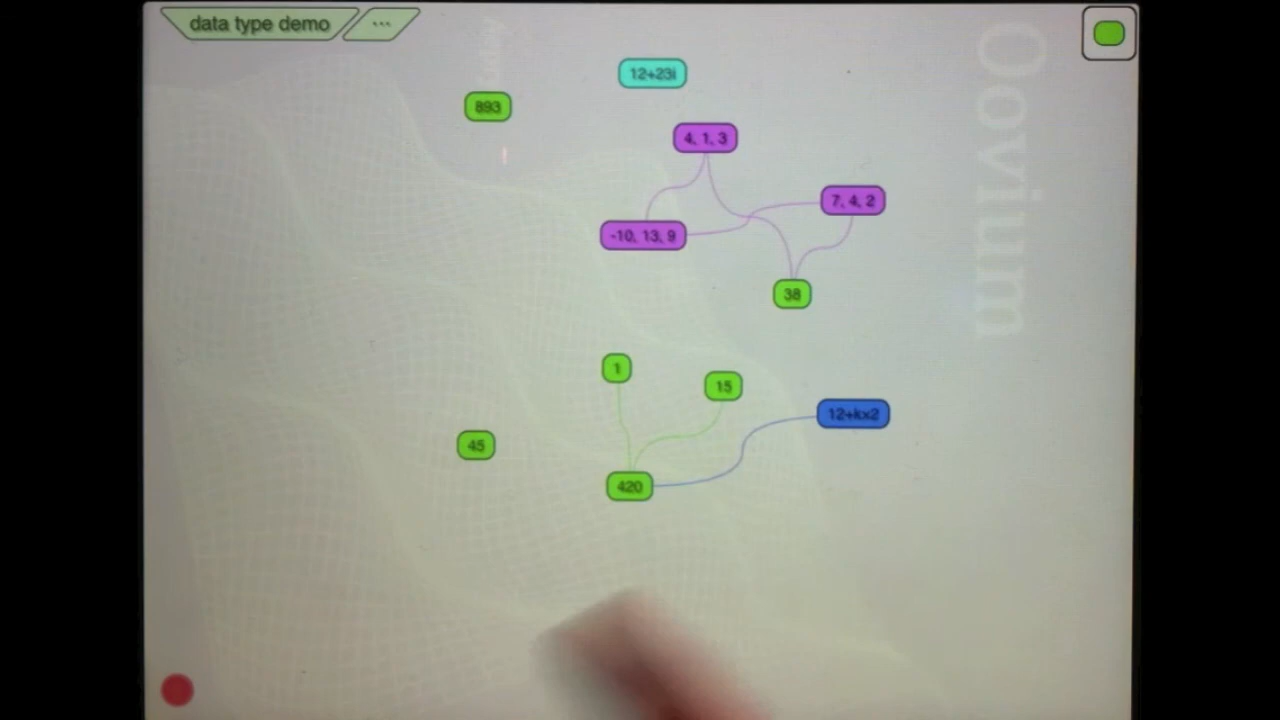 data type demo
...
12+23i
893
4, 1, 3
7, 4, 2
-10, 13, 9
38
1
15
12+kx2
45
420
Oovium